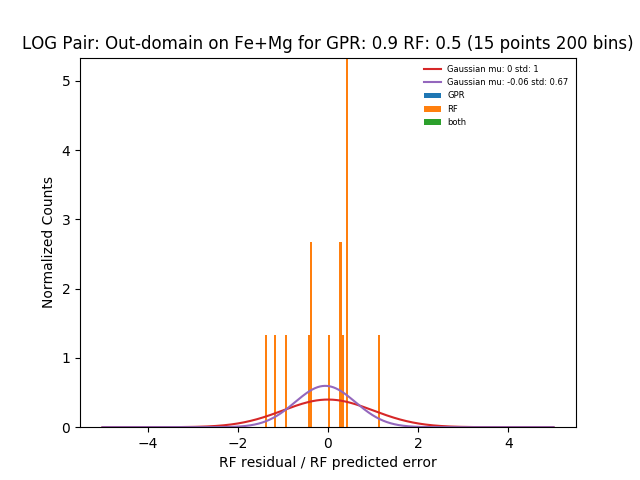 LOG Pair: Out-domain on Fe+Mg for GPR: 0.9 RF: 0.5 (15 points 200 bins)
Gaussian mu: 0 std: 1
Gaussian mu: -0.06 std: 0.67
GPR
RF
both
Normalized Counts
5
4
3
2
1
0
−4 −2 0 2 4
RF residual / RF predicted error